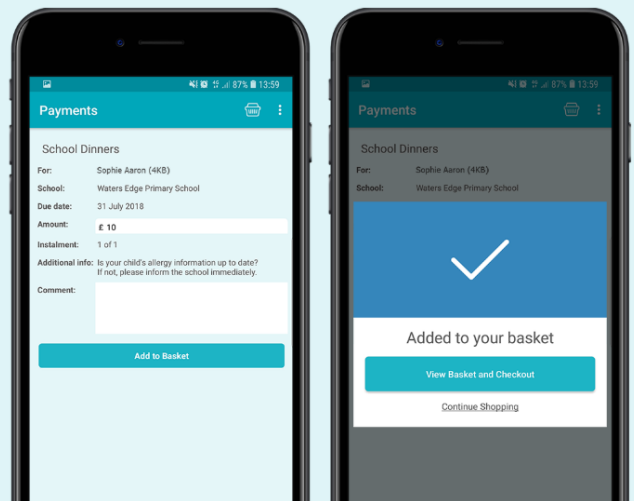 87% 13:59
Payments
School Dinners
For: Sophie Aaron (4KB)
School: Waters Edge Primary School
Due date: 31 July 2018
Amount: £ 10
Instalment: 1 of 1
Additional info: Is your child's allergy information up to date?
If not, please inform the school immediately.
Comment:
Add to Basket
87% 13:59
Payments
School Dinners
For: Sophie Aaron (4KB)
School: Waters Edge Primary School
Added to your basket
View Basket and Checkout
Continue Shopping